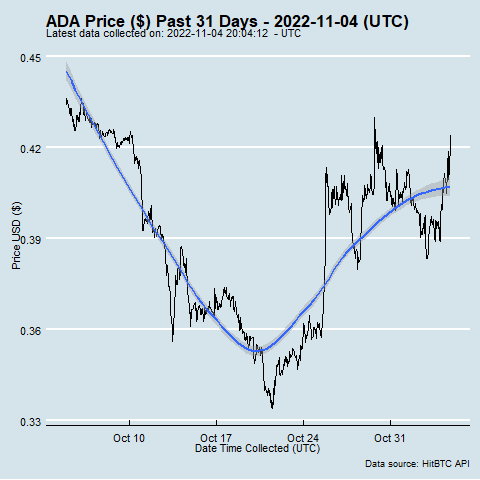 ADA Price ($) Past 31 Days - 2022-11-04 (UTC)
Latest data collected on: 2022-11-04 20:04:12 - UTC
0.45
0.42
0.39
0.36
0.33
Price USD ($)
Oct 10
Oct 17
Oct 24
Oct 31
Date Time Collected (UTC)
Data source: HitBTC API